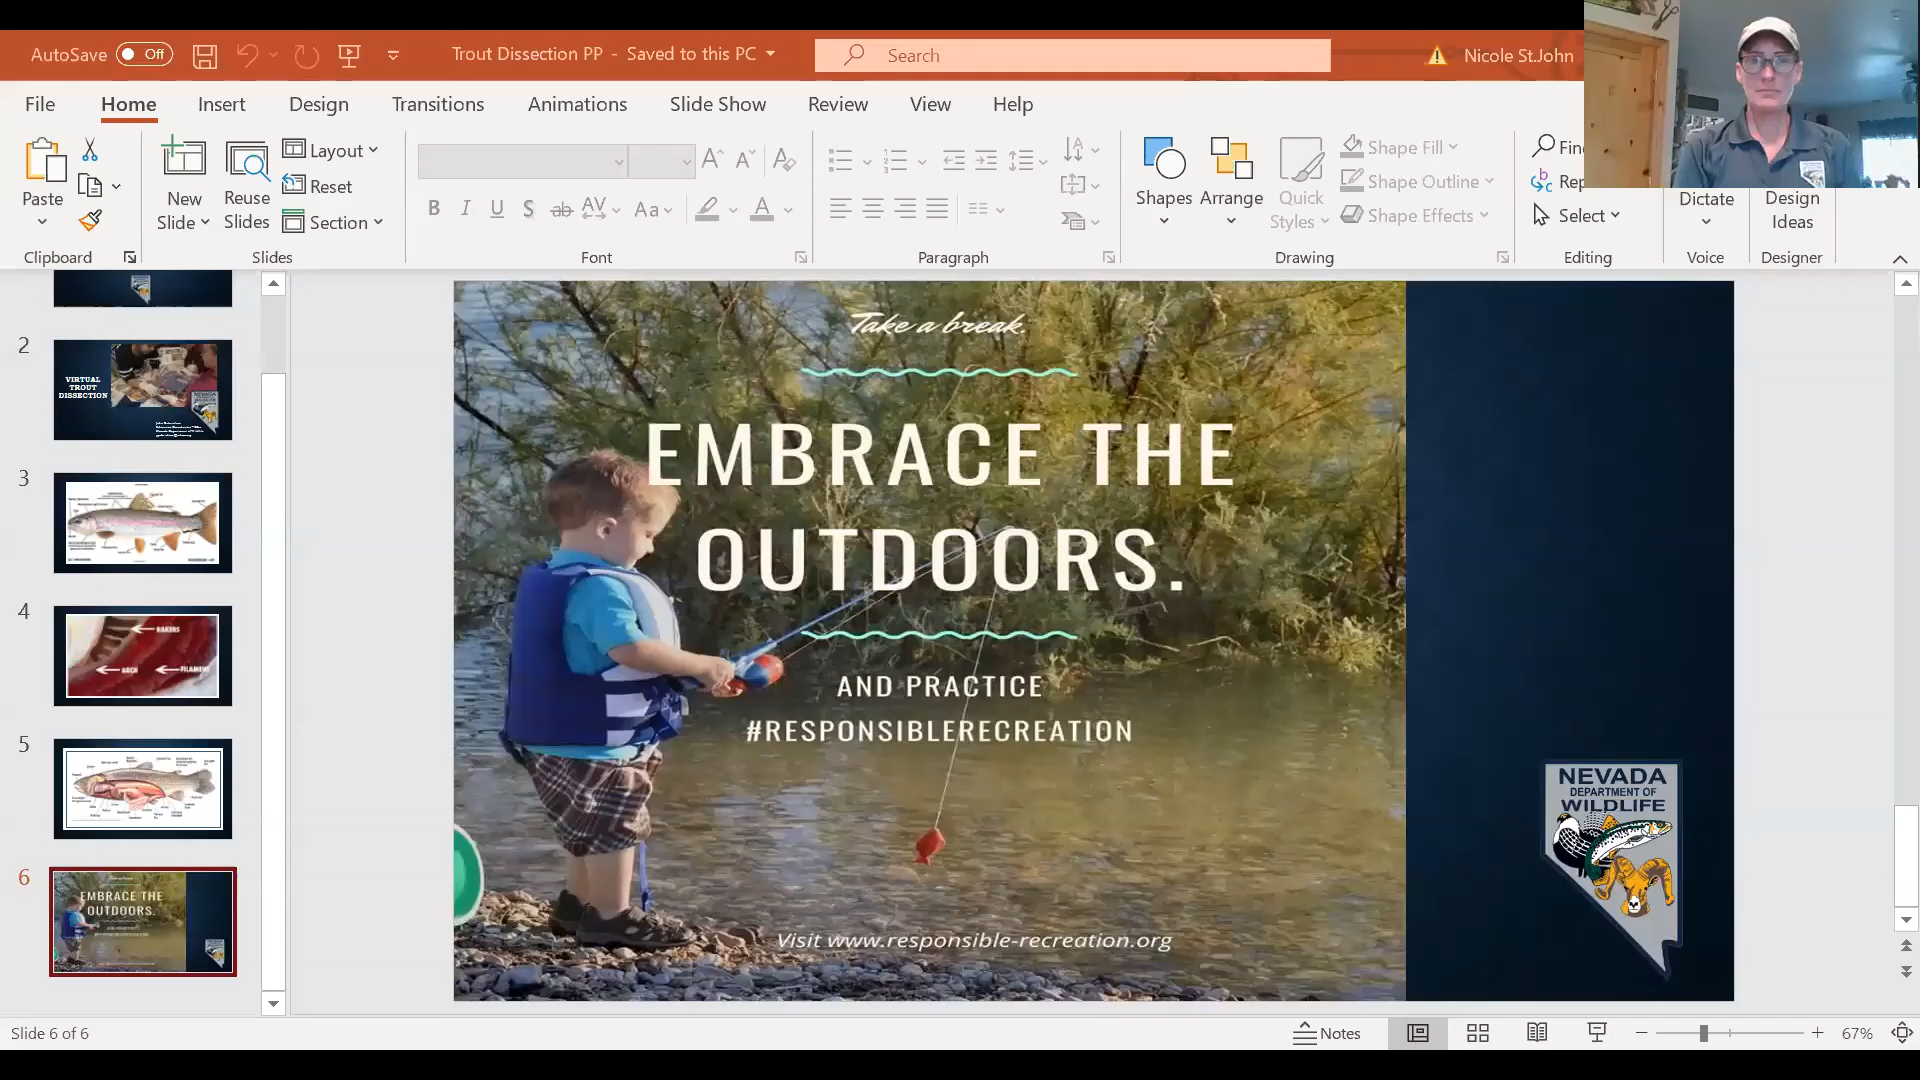 AutoSave Off
Trout Dissection PP - Saved to this PC
Search
Nicole St.John
File Home Insert Design Transitions Animations Slide Show Review View Help
Paste
Clipboard
New Slide
Reuse Slides
Layout
Reset
Section
Slides
Font
Paragraph
Shapes
Arrange
Quick Styles
Shape Fill
Shape Outline
Shape Effects
Drawing
Select
Editing
Dictate
Voice
Design Ideas
Designer
2
VIRTUAL
TROUT
DISSECTION
3
4
RAKERS
ARCH
FILAMENT
5
6
EMBRACE THE
OUTDOORS.
Take a break.
EMBRACE THE
OUTDOORS.
AND PRACTICE
#RESPONSIBLERECREATION
Visit www.responsible-recreation.org
NEVADA
DEPARTMENT OF
WILDLIFE
Slide 6 of 6
Notes
67%